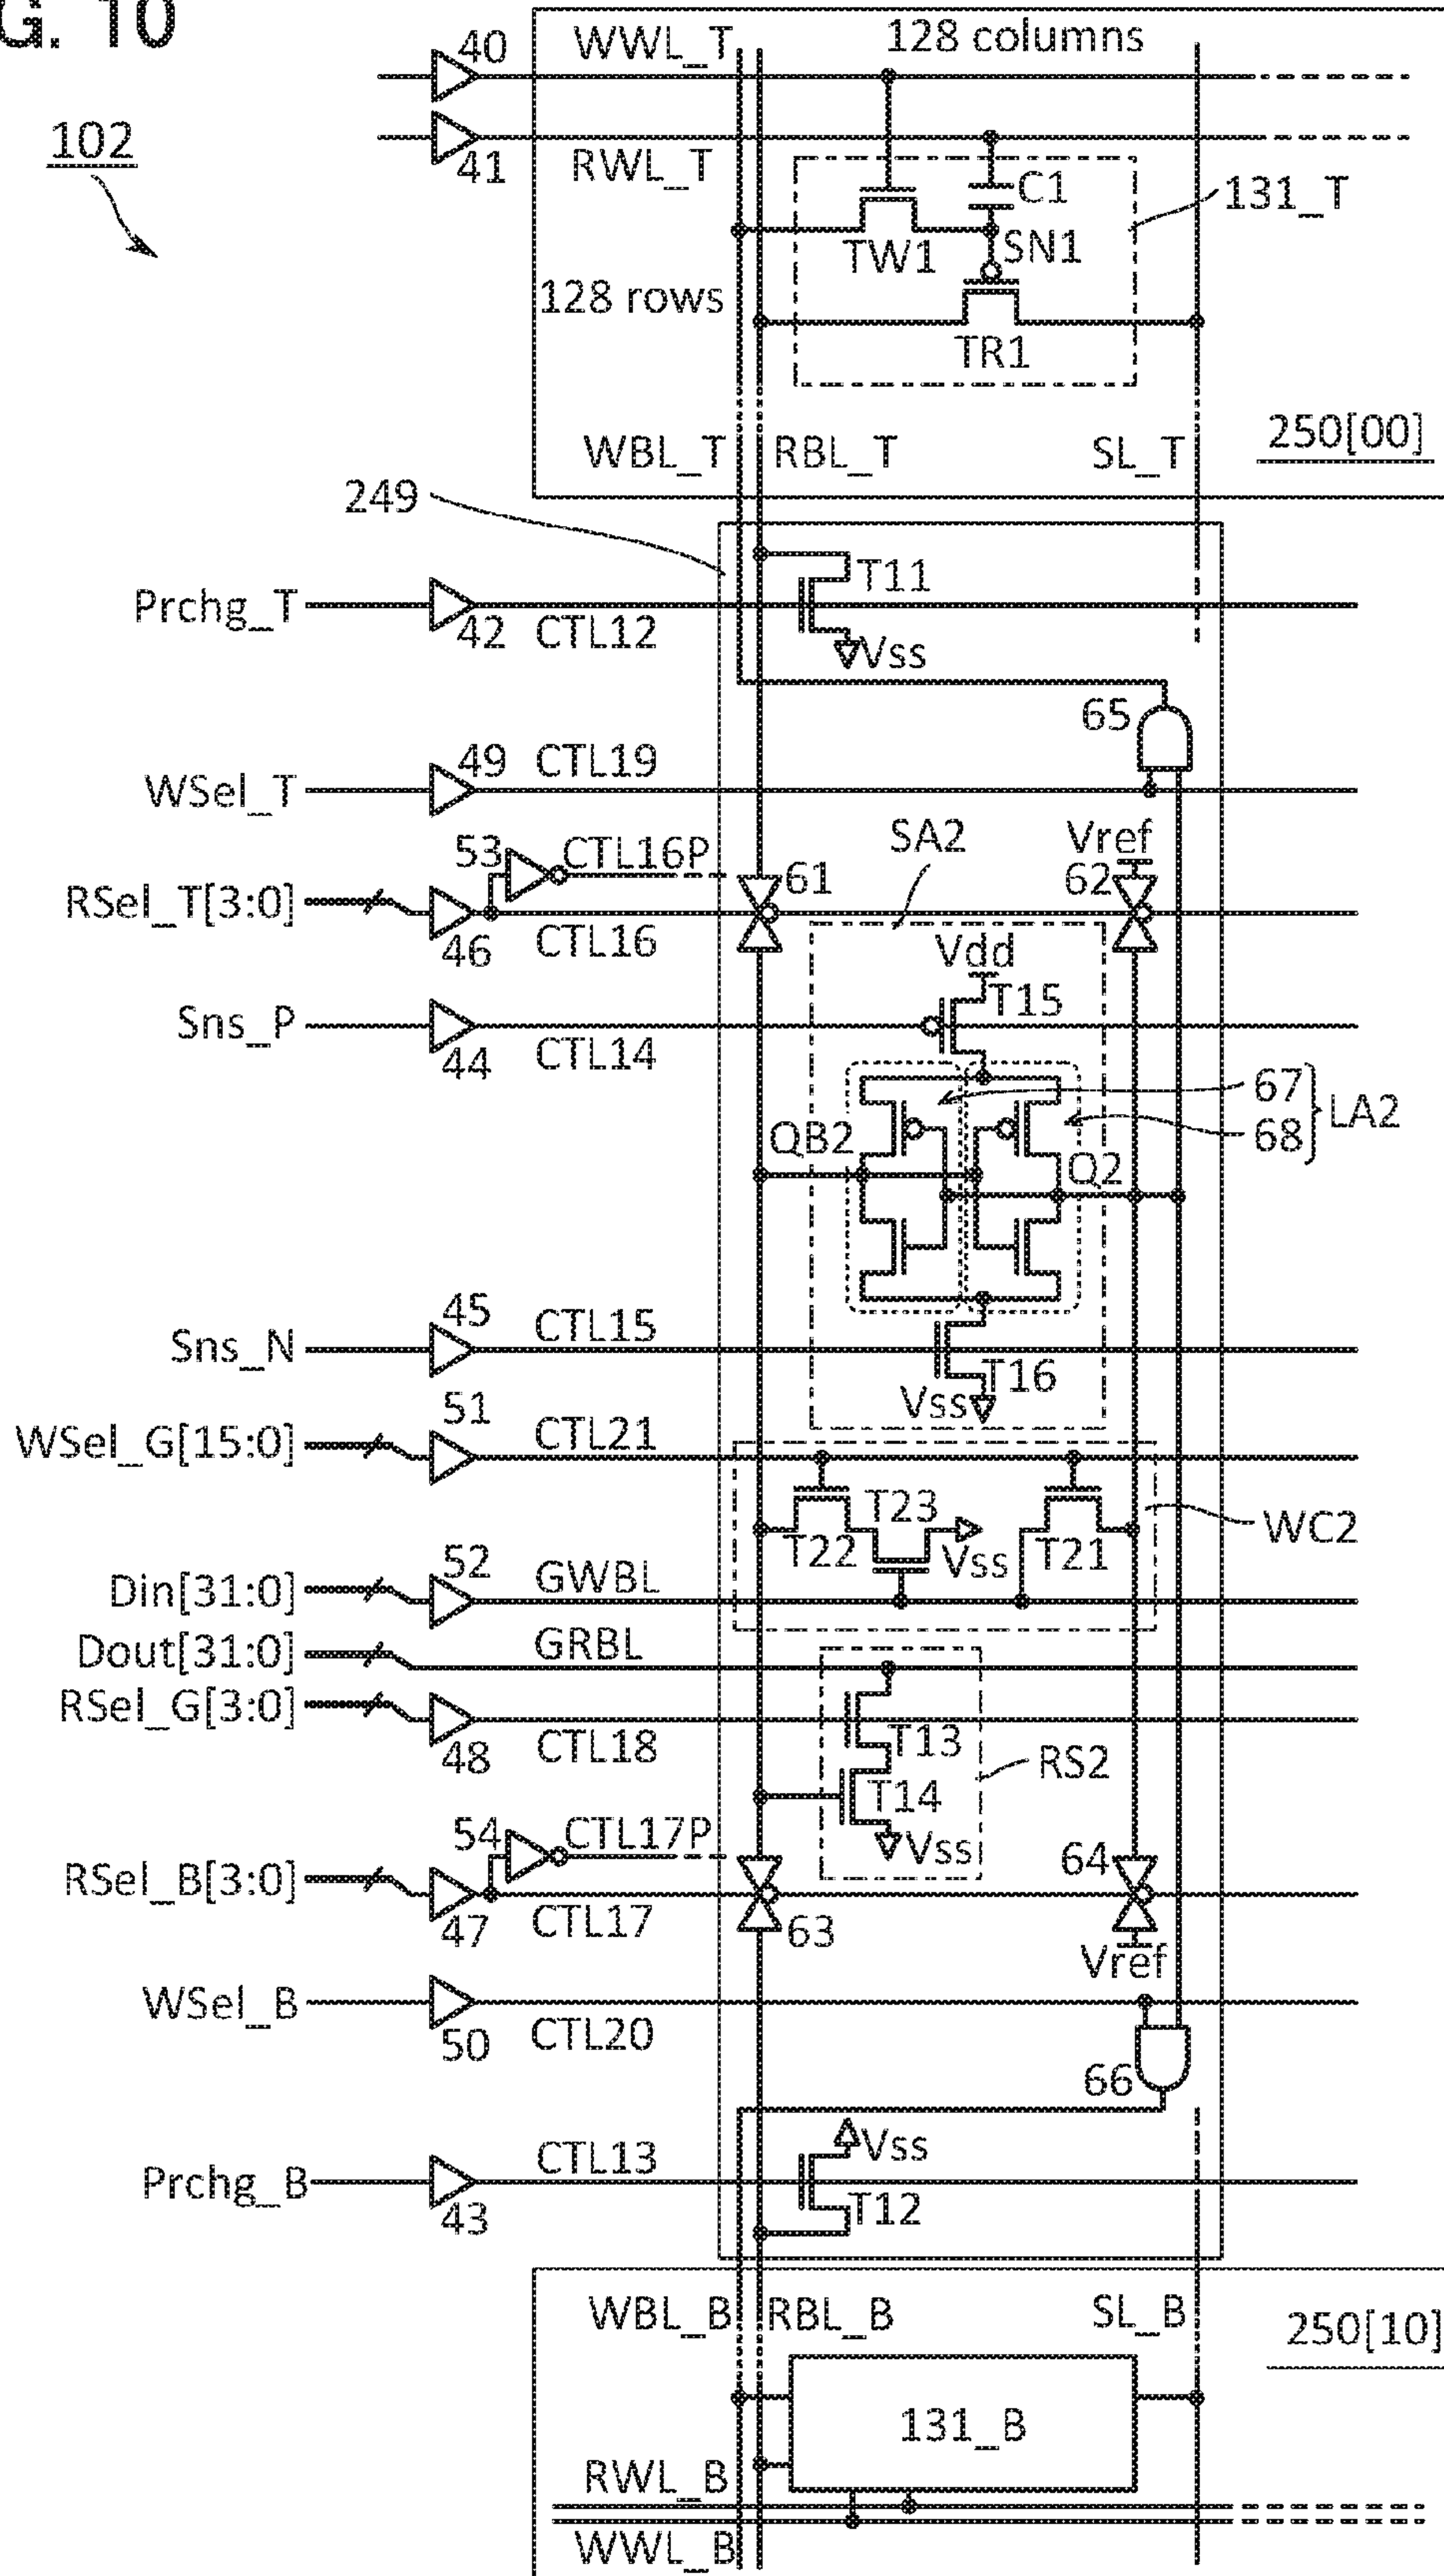 G. 10
102
40
WWL_T
128 columns
41
RWL_T
C1
131_T
TW1
SN1
128 rows
TR1
WBL_T
RBL_T
SL_T
250[00]
249
Prchg_T
42
CTL12
T11
Vss
65
WSel_T
49
CTL19
53
CTL16P
SA2
Vref
61
62
RSel_T[3:0]
46
CTL16
Vdd
T15
Sns_P
44
CTL14
67
68
LA2
QB2
Q2
Sns_N
45
CTL15
T16
Vss
WSel_G[15:0]
51
CTL21
T23
T22
Vss
T21
WC2
Din[31:0]
52
GWBL
Dout[31:0]
GRBL
RSel_G[3:0]
48
CTL18
T13
RS2
T14
Vss
54
CTL17P
64
RSel_B[3:0]
47
CTL17
63
Vref
WSel_B
50
CTL20
66
Vss
Prchg_B
43
CTL13
T12
WBL_B
RBL_B
SL_B
250[10]
131_B
RWL_B
WWL_B